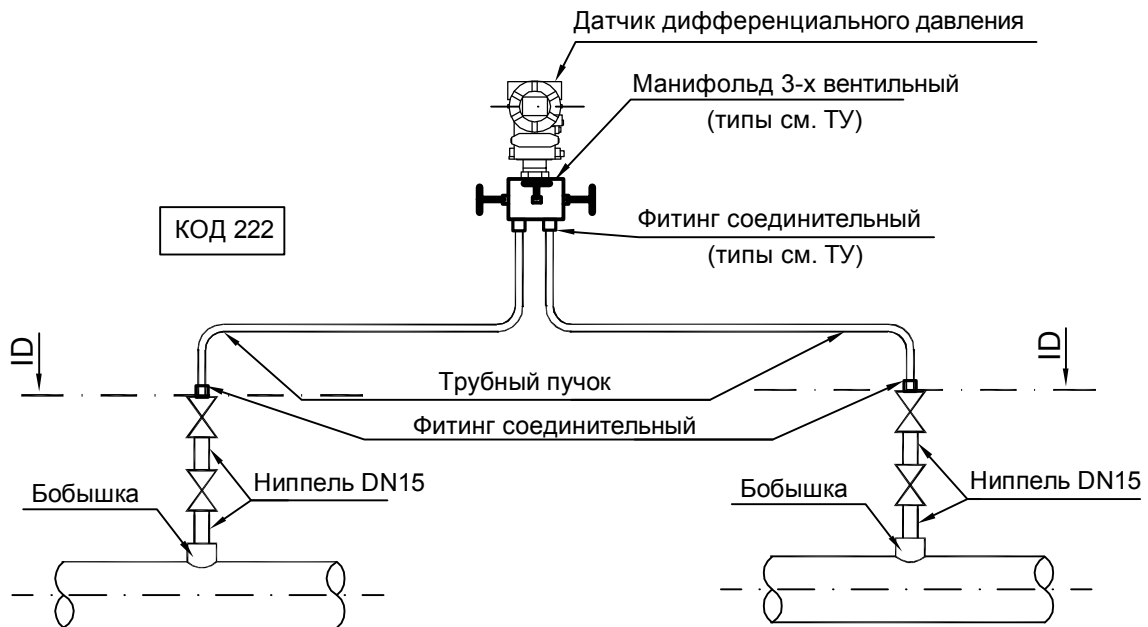 Датчик дифференциального давления
Манифольд 3-х вентильный
(типы см. ТУ)
КОД 222
Фитинг соединительный
(типы см. ТУ)
ID
ID
Трубный пучок
Фитинг соединительный
Ниппель DN15
Бобышка
Ниппель DN15
Бобышка